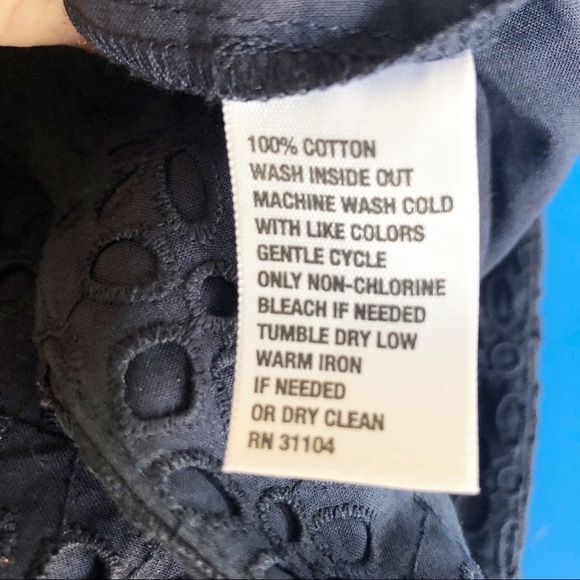 100% COTTON
WASH INSIDE OUT
MACHINE WASH COLD
WITH LIKE COLORS
GENTLE CYCLE
ONLY NON-CHLORINE
BLEACH IF NEEDED
TUMBLE DRY LOW
WARM IRON
IF NEEDED
OR DRY CLEAN
RN 31104